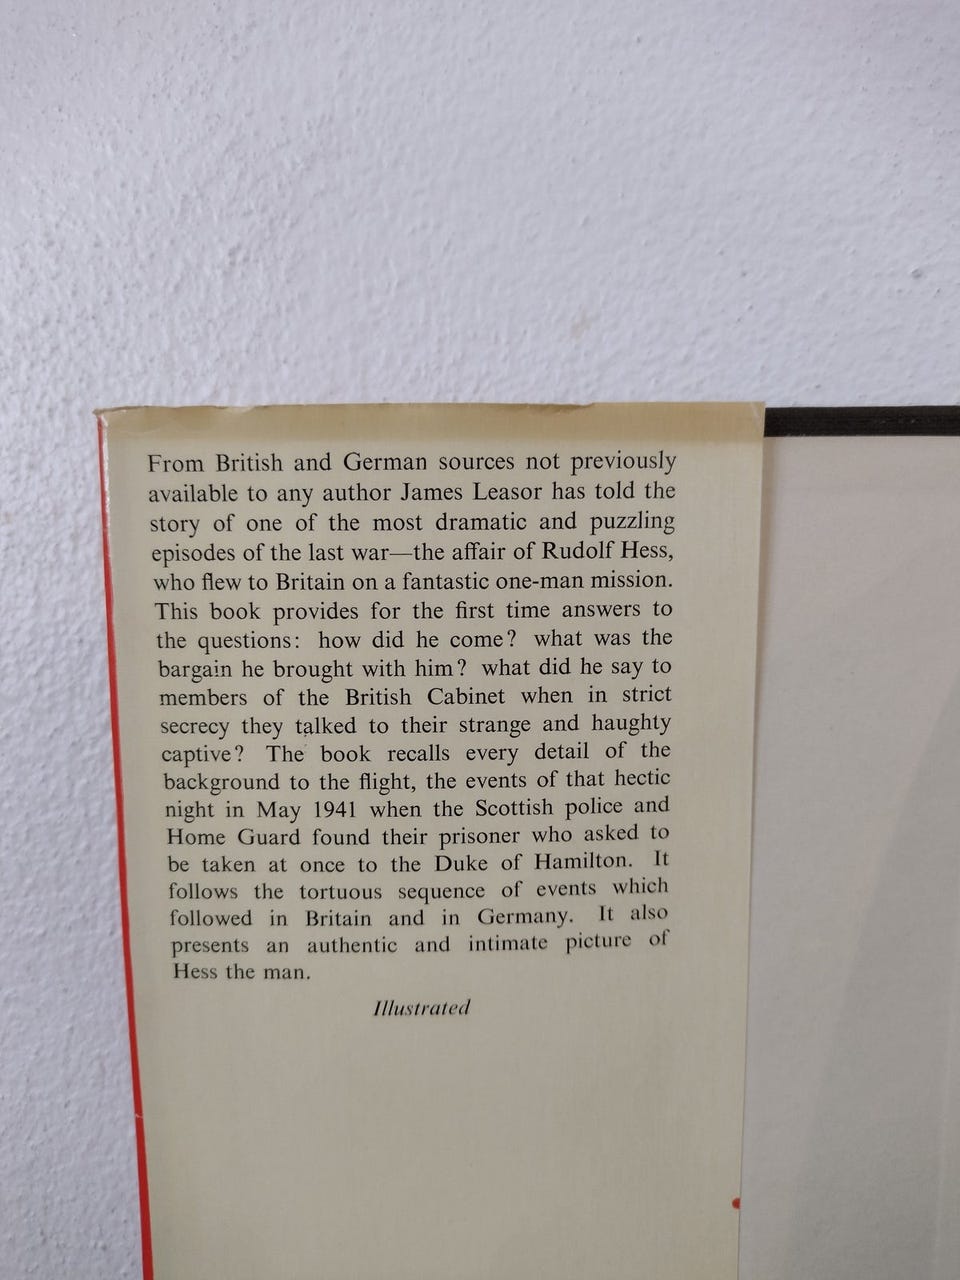 From British and German sources not previously
available to any author James Leasor has told the
story of one of the most dramatic and puzzling
episodes of the last war—the affair of Rudolf Hess,
who flew to Britain on a fantastic one-man mission.
This book provides for the first time answers to
the questions: how did he come? what was the
bargain he brought with him? what did he say to
members of the British Cabinet when in strict
secrecy they talked to their strange and haughty
captive? The book recalls every detail of the
background to the flight, the events of that hectic
night in May 1941 when the Scottish police and
Home Guard found their prisoner who asked to
be taken at once to the Duke of Hamilton. It
follows the tortuous sequence of events which
followed in Britain and in Germany. It also
presents an authentic and intimate picture of
Hess the man.
Illustrated